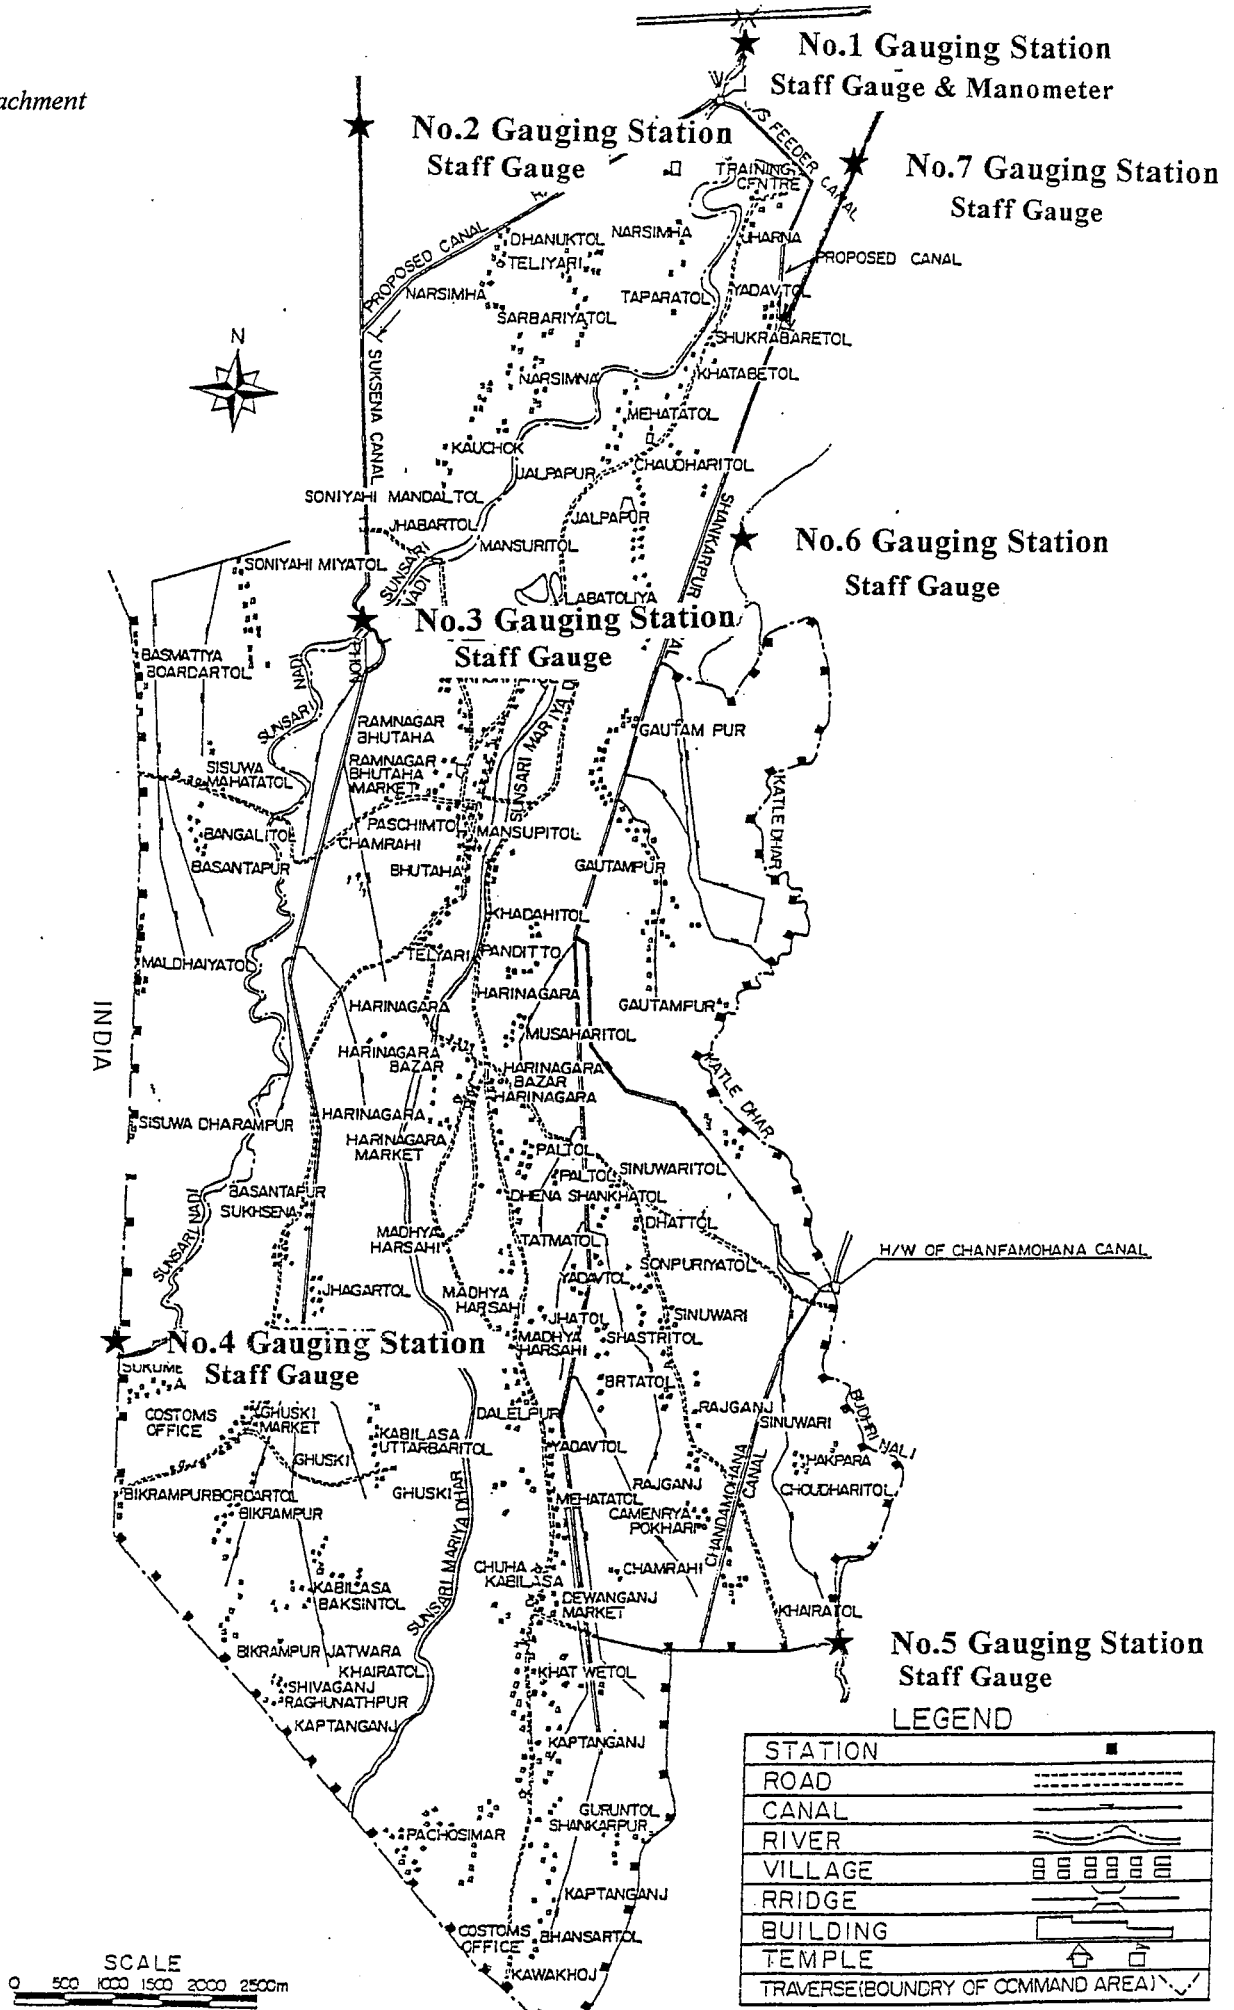 achment
No.1 Gauging Station
Staff Gauge & Manometer
No.2 Gauging Station
Staff Gauge
S FEEDER CANAL
No.7 Gauging Station
Staff Gauge
TRAINING
CENTRE
PROPOSED CANAL
DHANUKTOL
NARSIMHA
JHARNA
TELIYARI
PROPOSED CANAL
NARSIMHA
TAPARATOL
YADAVTOL
SARBARIYATOL
SHUKRABARETOL
N
SUKSENA CANAL
NARSIMNA
KHATABETOL
MEHATATOL
KAUCHOK
JALPAPUR
CHAUDHARITOL
SONIYAHI MANDALTOL
SHANKARPUR
JHABARTOL
JALPAPUR
MANSURITOL
No.6 Gauging Station
Staff Gauge
SONIYAHI MIYATOL
SUNSARI
NADI
LABATOLIYA
No.3 Gauging Station
Staff Gauge
AL
PHON
BASMATIYA
BOARDARTOL
SUNSARI NADI
RAMNAGAR
BHUTAHA
SUNSARI MARIYA D
GAUTAM PUR
SISUWA
MAHATATOL
RAMNAGAR
BHUTAHA
MARKET
KATLE DHAR
BANGALITOL
PASCHIMTOL
CHAMRAHI
MANSUPITOL
BASANTAPUR
BHUTAHA
GAUTAMPUR
KHADAHITOL
TELYARI
PANDITTO
MALDHAIYATOL
INDIA
HARINAGARA
HARINAGARA
GAUTAMPUR
MUSAHARITOL
HARINAGARA
BAZAR
HARINAGARA
BAZAR
HARINAGARA
KATLE DHAR
SISUWA DHARAMPUR
HARINAGARA
HARINAGARA
MARKET
PALTOL
PALTOL
SINUWARITOL
BASANTAPUR
SUKHSENA
DHENA SHANKHATOL
SUNSARI NADI
MADHYA
HARSAHI
DHATTOL
TATMATOL
H/W OF CHANFAMOHANA CANAL
SONPURIYATOL
YADAVTOL
JHAGARTOL
MADHYA
HARSAH
JHATOL
SINUWARI
No.4 Gauging Station
Staff Gauge
MADHYA
HARSAHI
SHASTRITOL
SUKUME
BRTATOL
COSTOMS
OFFICE
GHUSKI
MARKET
DALELPUR
RAJGANJ
SINUWARI
BUDHRI NALI
KABILASA
UTTARBARITOL
YADAVTOL
GHUSKI
HAKPARA
CHOUDHARITOL
RAJGANJ
BIKRAMPURBORDARTOL
GHUSKI
MEHATATOL
BIKRAMPUR
CAMENRYA
POKHARI
CHANDAMOHANA
CANAL
SUNSARI MARIYA DHAR
CHUHA
KABILASA
CHAMRAHI
KABILASA
BAKSINTOL
DEWANGANJ
MARKET
KHAIRATOL
BIKRAMPUR JATWARA
No.5 Gauging Station
Staff Gauge
KHAIRATOL
KHAT WETOL
SHIVAGANJ
RAGHUNATHPUR
KAPTANGANJ
KAPTANGANJ
GURUNTOL
SHANKARPUR
PACHOSIMAR
KAPTANGANJ
COSTOMS
OFFICE
BHANSARTOL
KAWAKHOJ
LEGEND
STATION
ROAD
CANAL
RIVER
VILLAGE
RRIDGE
BUILDING
TEMPLE
TRAVERSE(BOUNDRY OF COMMAND AREA)
SCALE
0 500 1000 1500 2000 2500m